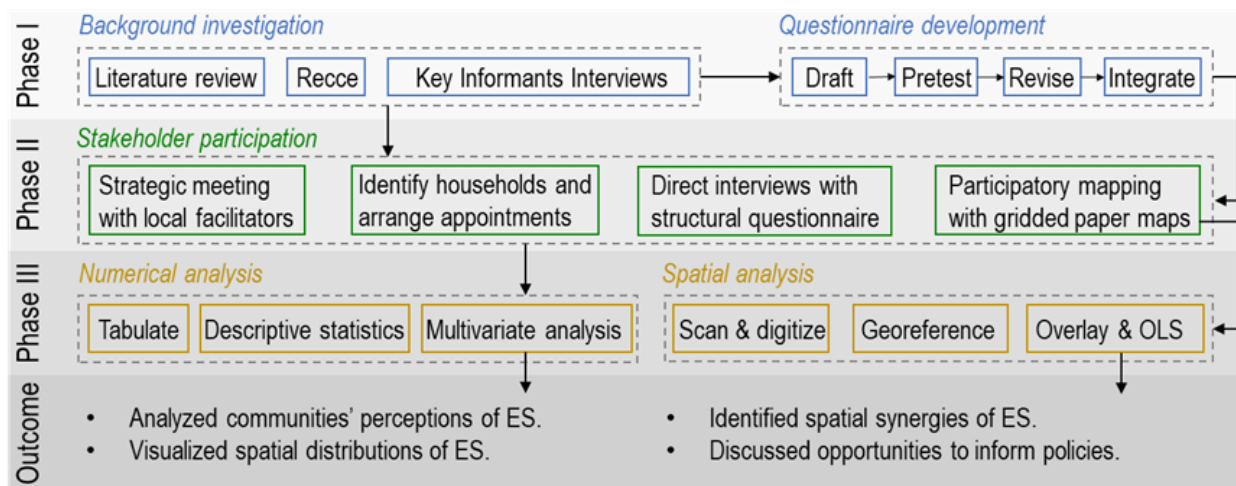 Phase I
Background investigation
Questionnaire development
Literature review
Recce
Key Informants Interviews
Draft
Pretest
Revise
Integrate
Phase II
Stakeholder participation
Strategic meeting
with local facilitators
Identify households and
arrange appointments
Direct interviews with
structural questionnaire
Participatory mapping
with gridded paper maps
Phase III
Numerical analysis
Spatial analysis
Tabulate
Descriptive statistics
Multivariate analysis
Scan & digitize
Georeference
Overlay & OLS
Outcome
• Analyzed communities' perceptions of ES.
• Visualized spatial distributions of ES.
• Identified spatial synergies of ES.
• Discussed opportunities to inform policies.